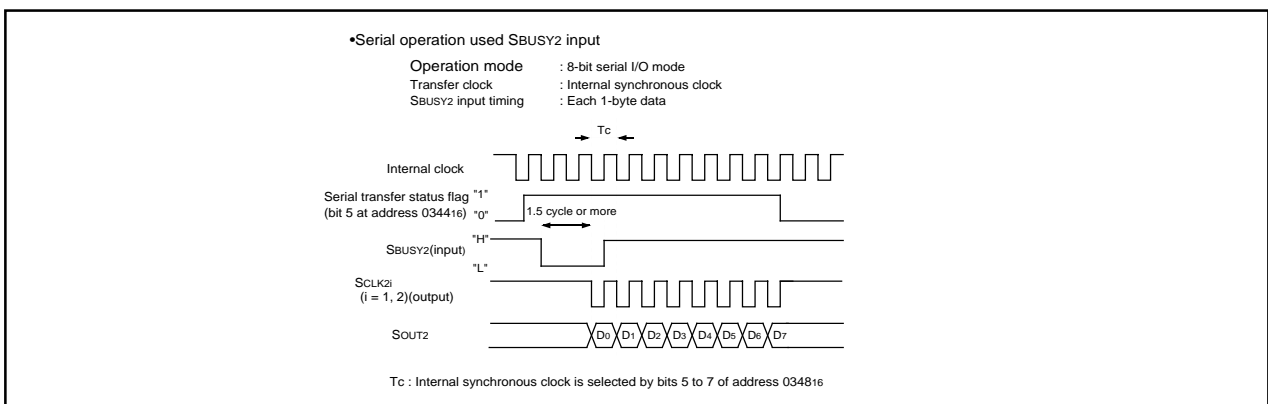 •Serial operation used SBUSY2 input
Operation mode : 8-bit serial I/O mode
Transfer clock : Internal synchronous clock
SBUSY2 input timing : Each 1-byte data
Tc
Internal clock
Serial transfer status flag "1"
(bit 5 at address 034416) "0"
1.5 cycle or more
"H"
SBUSY2(input)
"L"
SCLK2i
(i = 1, 2)(output)
SOUT2 D0 D1 D2 D3 D4 D5 D6 D7
Tc : Internal synchronous clock is selected by bits 5 to 7 of address 034816